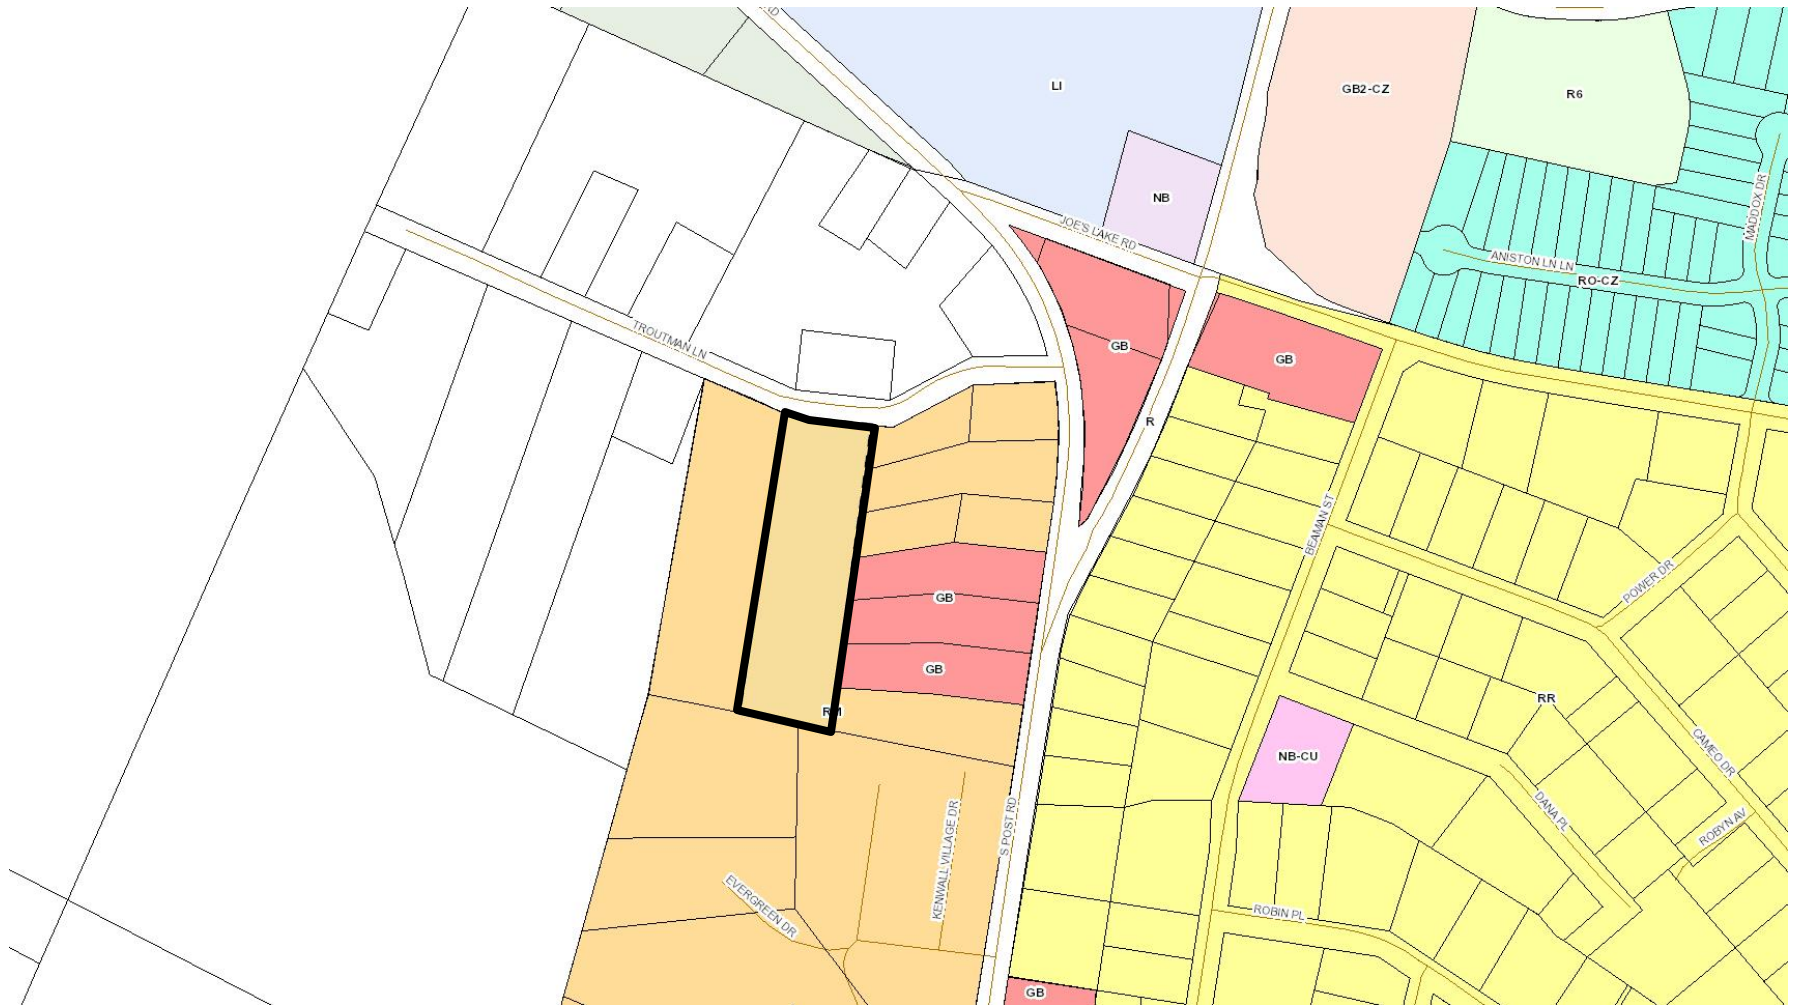 RD
LI
GB2-CZ
R6
NB
MADDOX DR
JOE'S LAKE RD
ANISTON LN LN
RO-CZ
TROUTMAN LN
GB
GB
R
BEAMAN ST
POWER DR
GB
GB
RR
NB-CU
CAMEO DR
DANA PL
ROBYN AV
S POST RD
KENWALL VILLAGE DR
EVERGREEN DR
ROBIN PL
GB